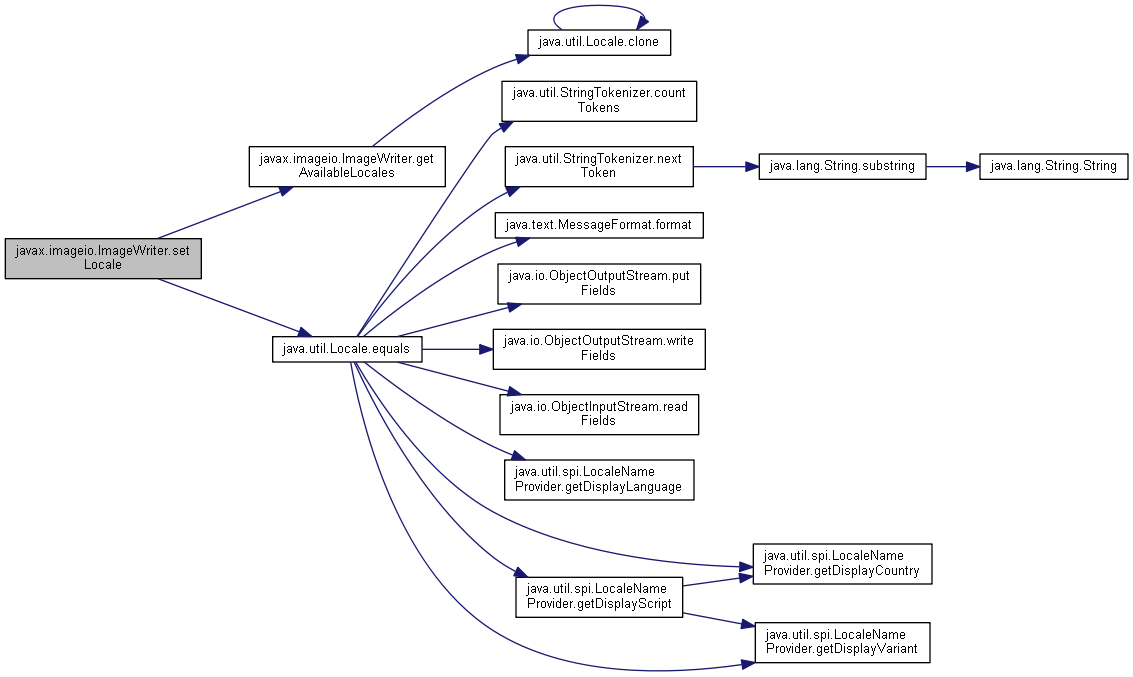 java.util.Locale.clone
java.util.StringTokenizer.count
Tokens
javax.imageio.ImageWriter.get
AvailableLocales
java.util.StringTokenizer.next
Token
java.lang.String.substring
java.lang.String.String
java.text.MessageFormat.format
javax.imageio.ImageWriter.set
Locale
java.io.ObjectOutputStream.put
Fields
java.util.Locale.equals
java.io.ObjectOutputStream.write
Fields
java.io.ObjectInputStream.read
Fields
java.util.spi.LocaleName
Provider.getDisplayLanguage
java.util.spi.LocaleName
Provider.getDisplayCountry
java.util.spi.LocaleName
Provider.getDisplayScript
java.util.spi.LocaleName
Provider.getDisplayVariant